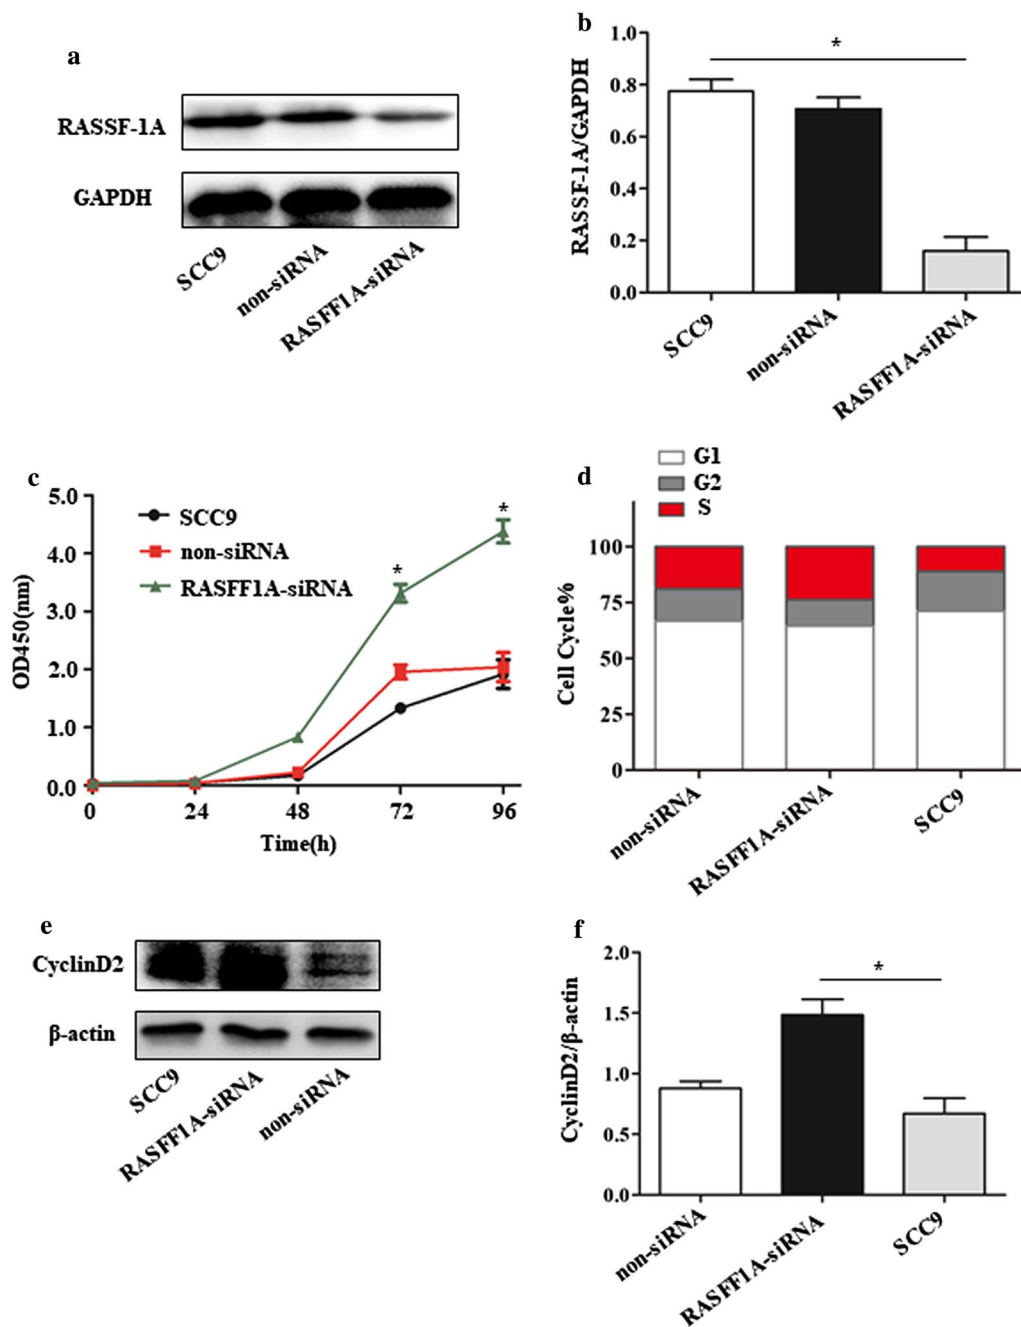 a
RASSF-1A
GAPDH
SCC9
non-siRNA
RASFF1A-siRNA
b
RASSF-1A/GAPDH
1.0
0.8
0.6
0.4
0.2
0.0
*
SCC9
non-siRNA
RASFF1A-siRNA
c
OD450(nm)
5.0
4.0
3.0
2.0
1.0
0.0
SCC9
non-siRNA
RASFF1A-siRNA
*
*
0 24 48 72 96
Time(h)
d
G1
G2
S
Cell Cycle%
100
75
50
25
0
non-siRNA
RASFF1A-siRNA
SCC9
e
CyclinD2
β-actin
SCC9
RASFF1A-siRNA
non-siRNA
f
CyclinD2/β-actin
2.0
1.5
1.0
0.5
0.0
*
non-siRNA
RASFF1A-siRNA
SCC9